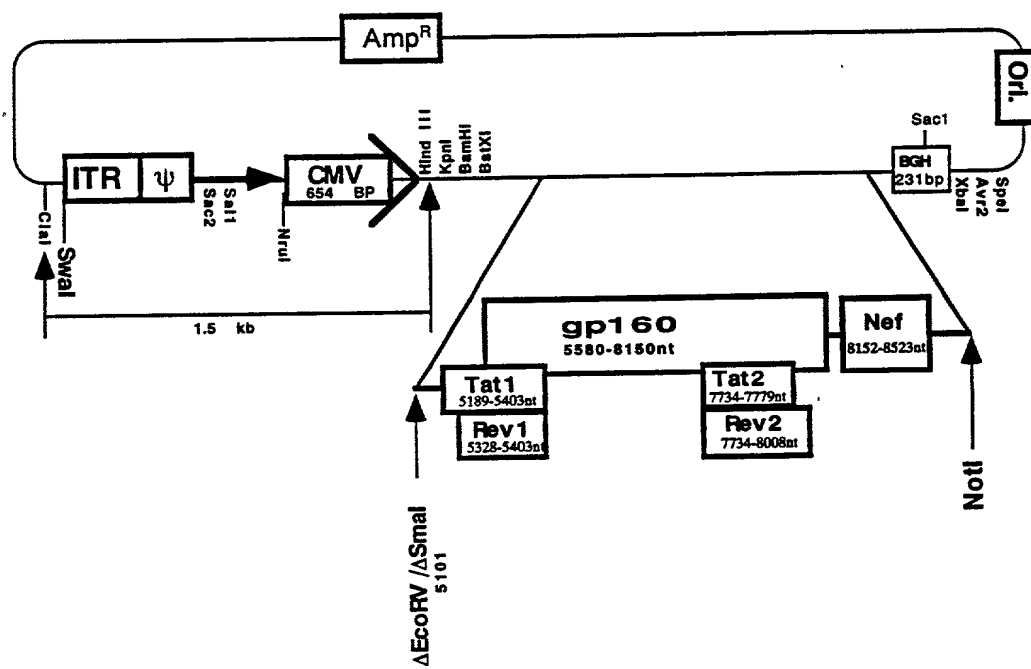 Amp^R
Ori.
ITR
ψ
Sac2
Sal1
CMV
654 BP
NruI
HInd III
KpnI
BamHI
BstXI
Sac1
BGH
231bp
XbaI
Avr2
SpeI
ClaI
SwaI
1.5 kb
gp160
5580-8150nt
Nef
8152-8523nt
Tat1
5189-5403nt
Rev1
5328-5403nt
Tat2
7734-7779nt
Rev2
7734-8008nt
ΔEcoRV /ΔSmaI
5101
NotI